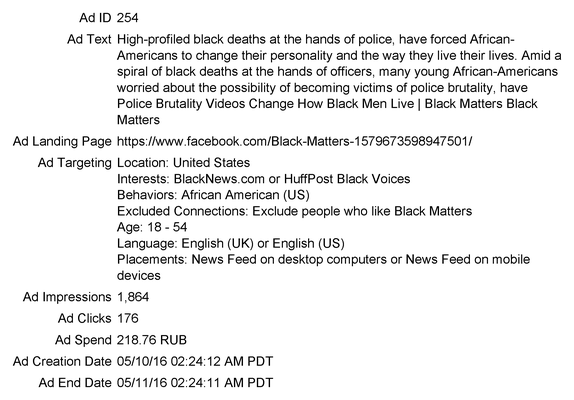 Ad ID 254
Ad Text High-profiled black deaths at the hands of police, have forced African-
Americans to change their personality and the way they live their lives. Amid a
spiral of black deaths at the hands of officers, many young African-Americans
worried about the possibility of becoming victims of police brutality, have
Police Brutality Videos Change How Black Men Live | Black Matters Black
Matters
Ad Landing Page https://www.facebook.com/Black-Matters-1579673598947501/
Ad Targeting Location: United States
Interests: BlackNews.com or HuffPost Black Voices
Behaviors: African American (US)
Excluded Connections: Exclude people who like Black Matters
Age: 18 - 54
Language: English (UK) or English (US)
Placements: News Feed on desktop computers or News Feed on mobile
devices
Ad Impressions 1,864
Ad Clicks 176
Ad Spend 218.76 RUB
Ad Creation Date 05/10/16 02:24:12 AM PDT
Ad End Date 05/11/16 02:24:11 AM PDT